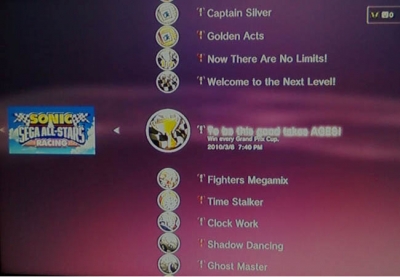 Captain Silver
Golden Acts
Now There Are No Limits!
Welcome to the Next Level!
SONIC
SEGA ALL-STARS
RACING
To be this good takes AGES!
Win every Grand Prix Cup.
2010/3/8 7:40 PM
Fighters Megamix
Time Stalker
Clock Work
Shadow Dancing
Ghost Master